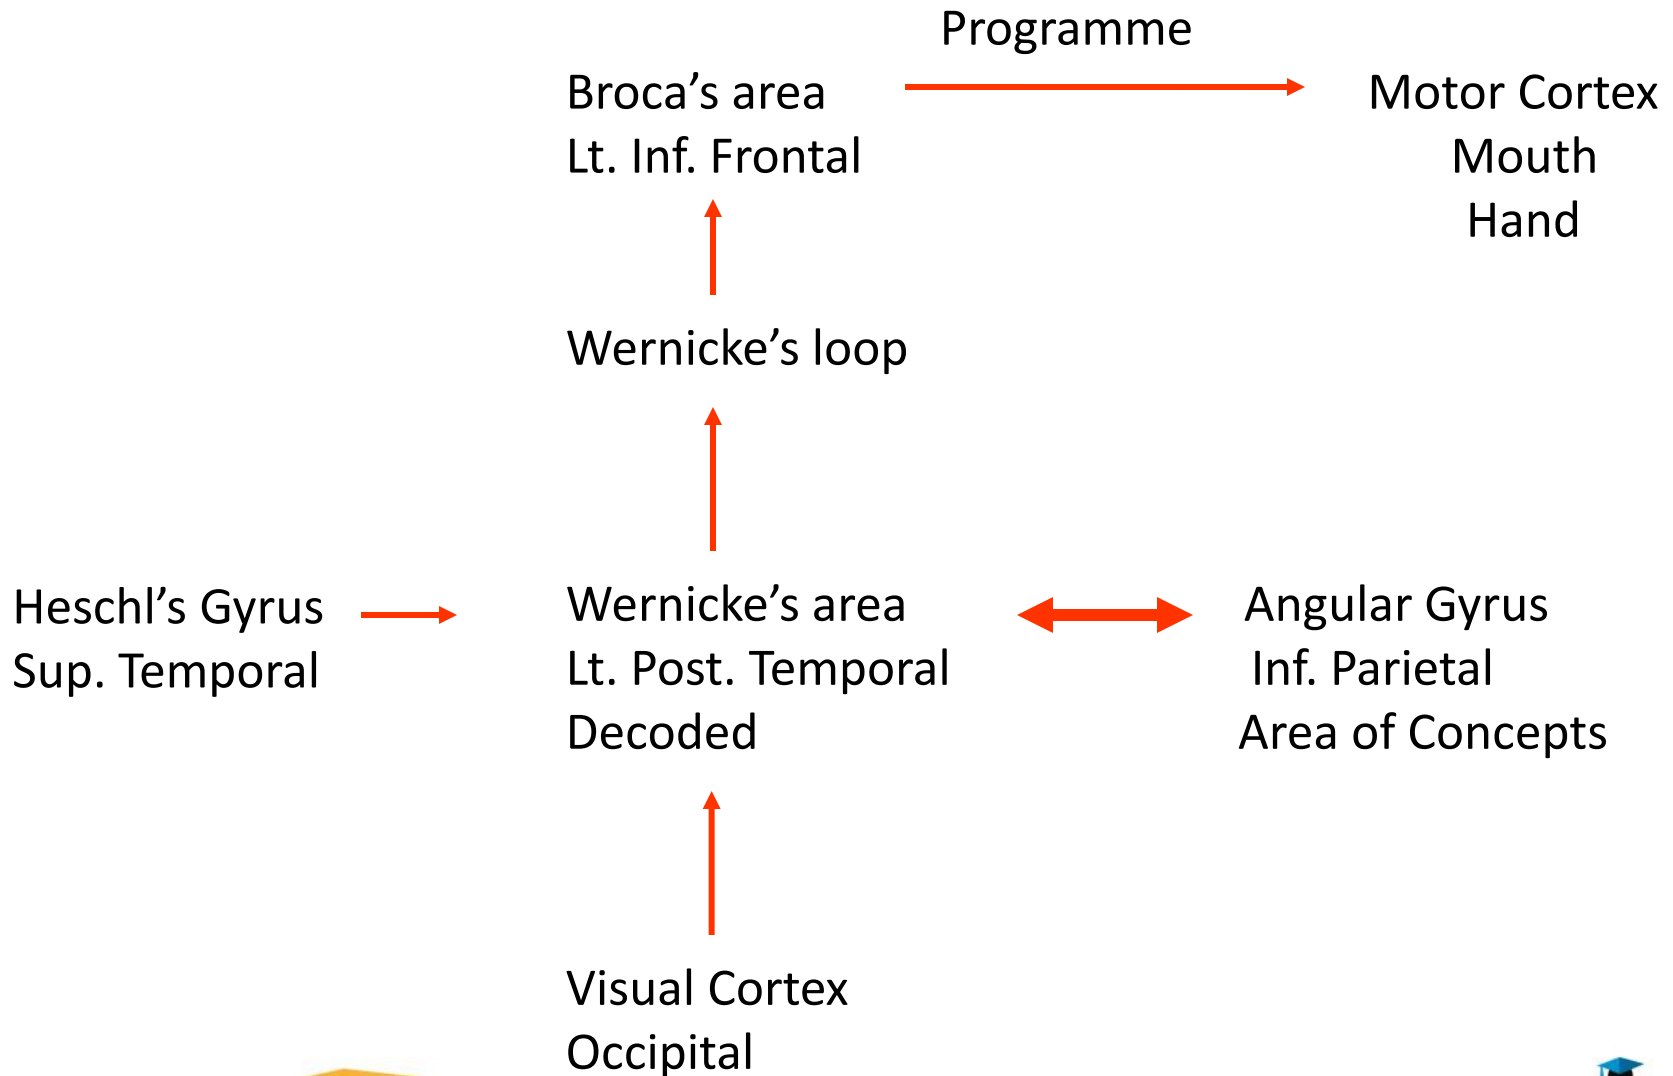 Programme
Broca’s area
Lt. Inf. Frontal
Motor Cortex
Mouth
Hand
Wernicke’s loop
Heschl’s Gyrus
Sup. Temporal
Wernicke’s area
Lt. Post. Temporal
Decoded
Angular Gyrus
Inf. Parietal
Area of Concepts
Visual Cortex
Occipital